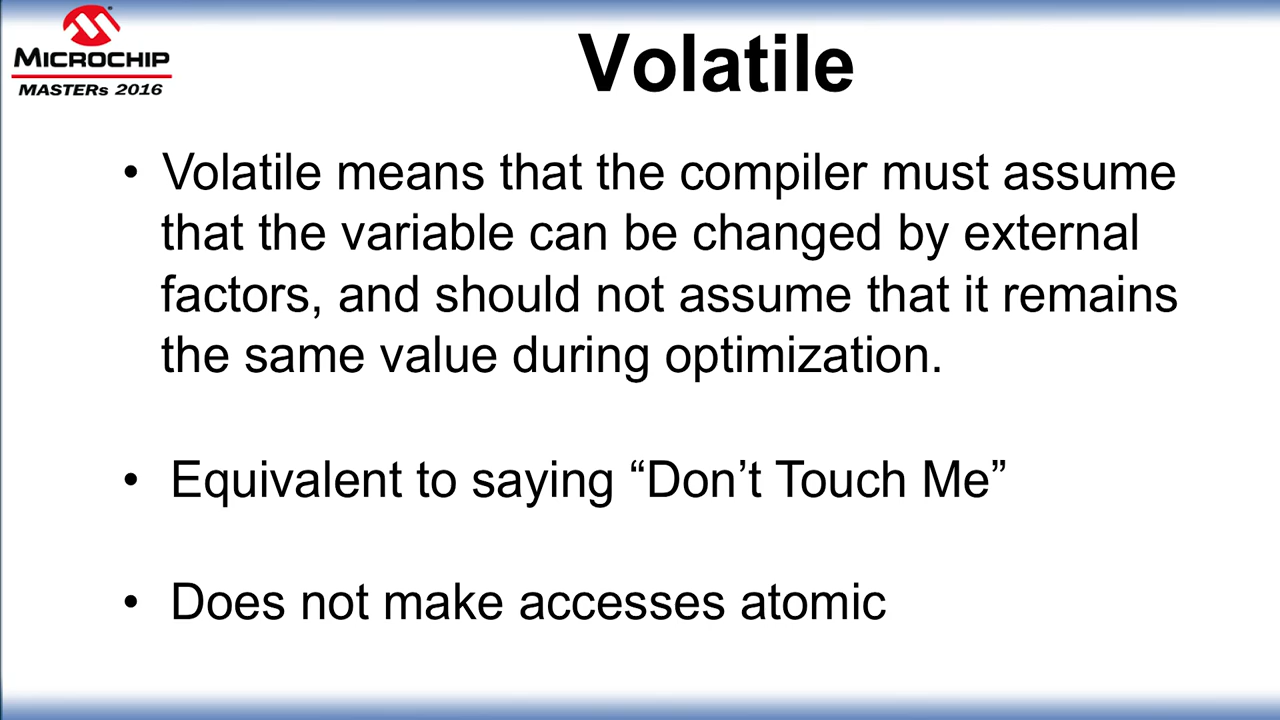 MICROCHIP
MASTERs 2016
Volatile
• Volatile means that the compiler must assume
that the variable can be changed by external
factors, and should not assume that it remains
the same value during optimization.
• Equivalent to saying “Don’t Touch Me”
• Does not make accesses atomic